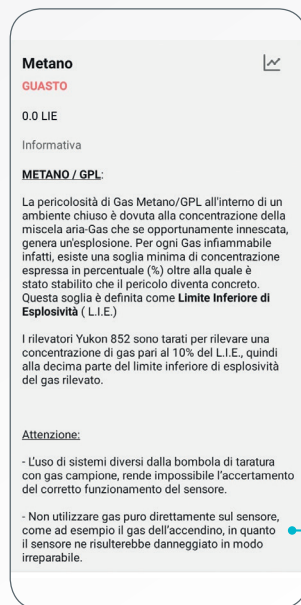 Metano
GUASTO
0.0 LIE
Informativa
METANO / GPL:
La pericolosità di Gas Metano/GPL all'interno di un
ambiente chiuso è dovuta alla concentrazione della
miscela aria-Gas che se opportunamente innescata,
genera un'esplosione. Per ogni Gas infiammabile
infatti, esiste una soglia minima di concentrazione
espressa in percentuale (%) oltre alla quale è
stato stabilito che il pericolo diventa concreto.
Questa soglia è definita come Limite Inferiore di
Esplosività ( L.I.E.)
I rilevatori Yukon 852 sono tarati per rilevare una
concentrazione di gas pari al 10% del L.I.E., quindi
alla decima parte del limite inferiore di esplosività
del gas rilevato.
Attenzione:
- L'uso di sistemi diversi dalla bombola di taratura
con gas campione, rende impossibile l'accertamento
del corretto funzionamento del sensore.
- Non utilizzare gas puro direttamente sul sensore,
come ad esempio il gas dell'accendino, in quanto
il sensore ne risulterebbe danneggiato in modo
irreparabile.